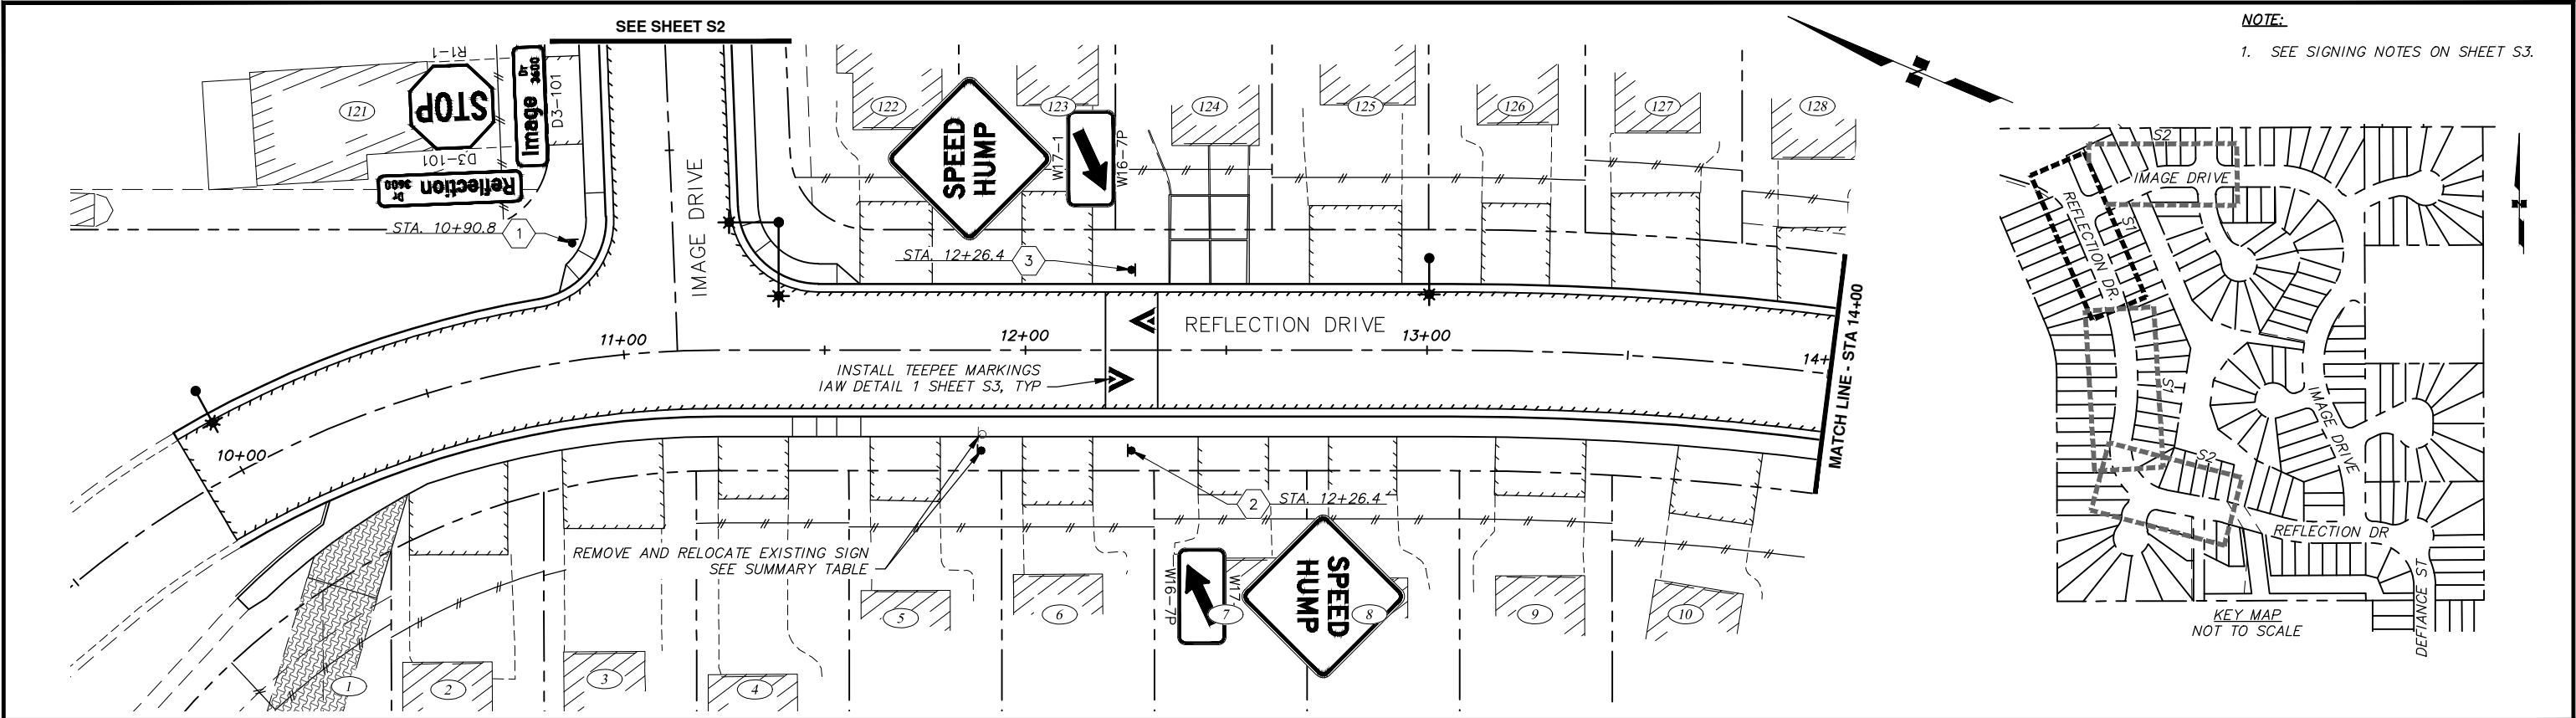 SEE SHEET S2
NOTE:
1. SEE SIGNING NOTES ON SHEET S3.
R1-1
STOP
D3-101
Image Dr 3600
D3-101
Reflection Dr 3600
121
122
123
124
125
126
127
128
SPEED HUMP
W17-1
W16-7P
STA. 10+90.8
1
IMAGE DRIVE
STA. 12+26.4
3
REFLECTION DRIVE
10+00
11+00
12+00
13+00
14+
MATCH LINE - STA 14+00
INSTALL TEEPEE MARKINGS
IAW DETAIL 1 SHEET S3, TYP
2
STA. 12+26.4
REMOVE AND RELOCATE EXISTING SIGN
SEE SUMMARY TABLE
W16-7P
W17
SPEED HUMP
1
2
3
4
5
6
7
8
9
10
S2
IMAGE DRIVE
REFLECTION DR.
S1
S1
IMAGE DRIVE
S2
REFLECTION DR
DEFIANCE ST
KEY MAP
NOT TO SCALE